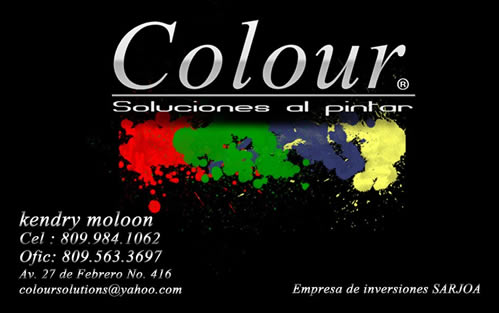 Colour®
Soluciones al pintar
kendry moloon
Cel : 809.984.1062
Ofic: 809.563.3697
Av. 27 de Febrero No. 416
coloursolutions@yahoo.com
Empresa de inversiones SARJOA